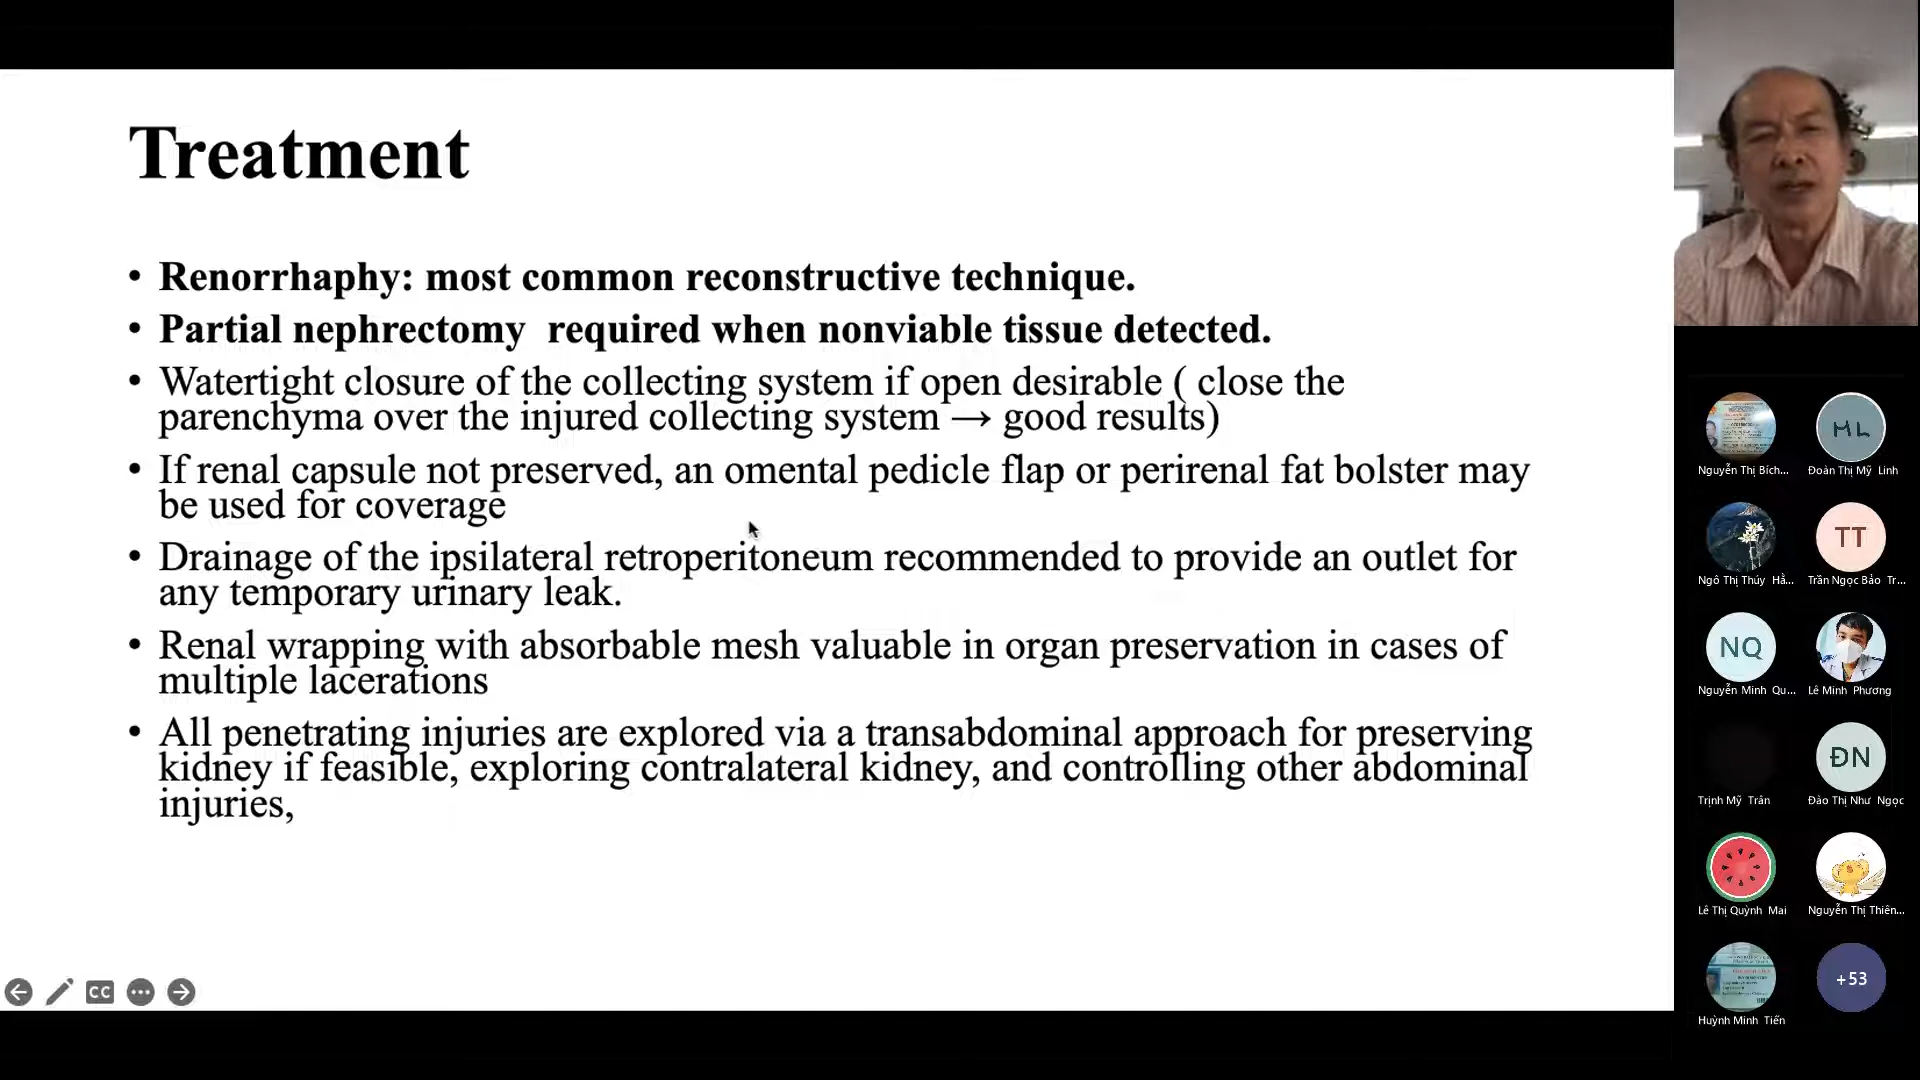 Treatment
• Renorrhaphy: most common reconstructive technique.
• Partial nephrectomy required when nonviable tissue detected.
• Watertight closure of the collecting system if open desirable ( close the
parenchyma over the injured collecting system → good results)
• If renal capsule not preserved, an omental pedicle flap or perirenal fat bolster may
be used for coverage
• Drainage of the ipsilateral retroperitoneum recommended to provide an outlet for
any temporary urinary leak.
• Renal wrapping with absorbable mesh valuable in organ preservation in cases of
multiple lacerations
• All penetrating injuries are explored via a transabdominal approach for preserving
kidney if feasible, exploring contralateral kidney, and controlling other abdominal
injuries,
CC
ML
Nguyễn Thị Bích...
Đoàn Thị Mỹ Linh
TT
Ngô Thị Thúy Hằ...
Trần Ngọc Bảo Tr...
NQ
Nguyễn Minh Qu...
Lê Minh Phương
ĐN
Trịnh Mỹ Trân
Đào Thị Như Ngọc
Lê Thị Quỳnh Mai
Nguyễn Thị Thiên...
+53
Huỳnh Minh Tiến